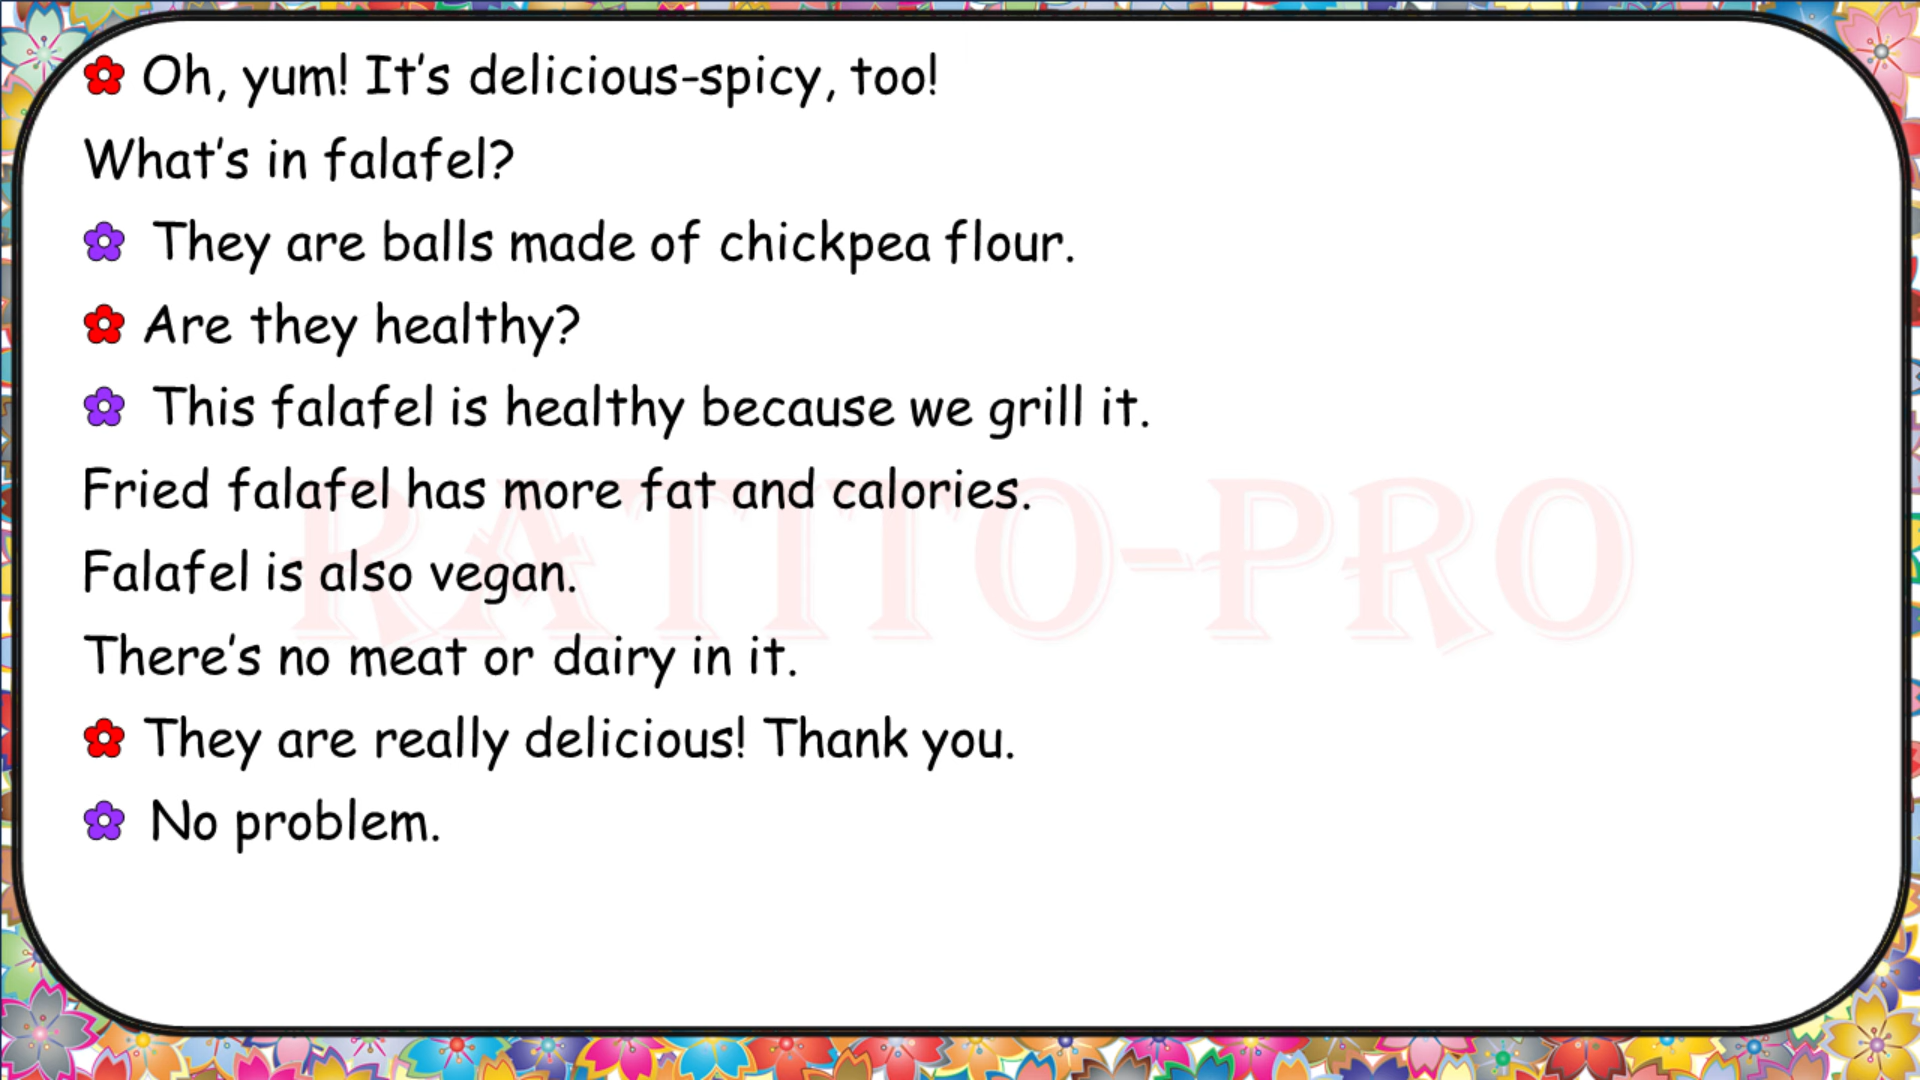 Oh, yum! It's delicious-spicy, too!
What's in falafel?
They are balls made of chickpea flour.
Are they healthy?
This falafel is healthy because we grill it.
Fried falafel has more fat and calories.
RATITO-PRO
Falafel is also vegan.
There's no meat or dairy in it.
They are really delicious! Thank you.
No problem.